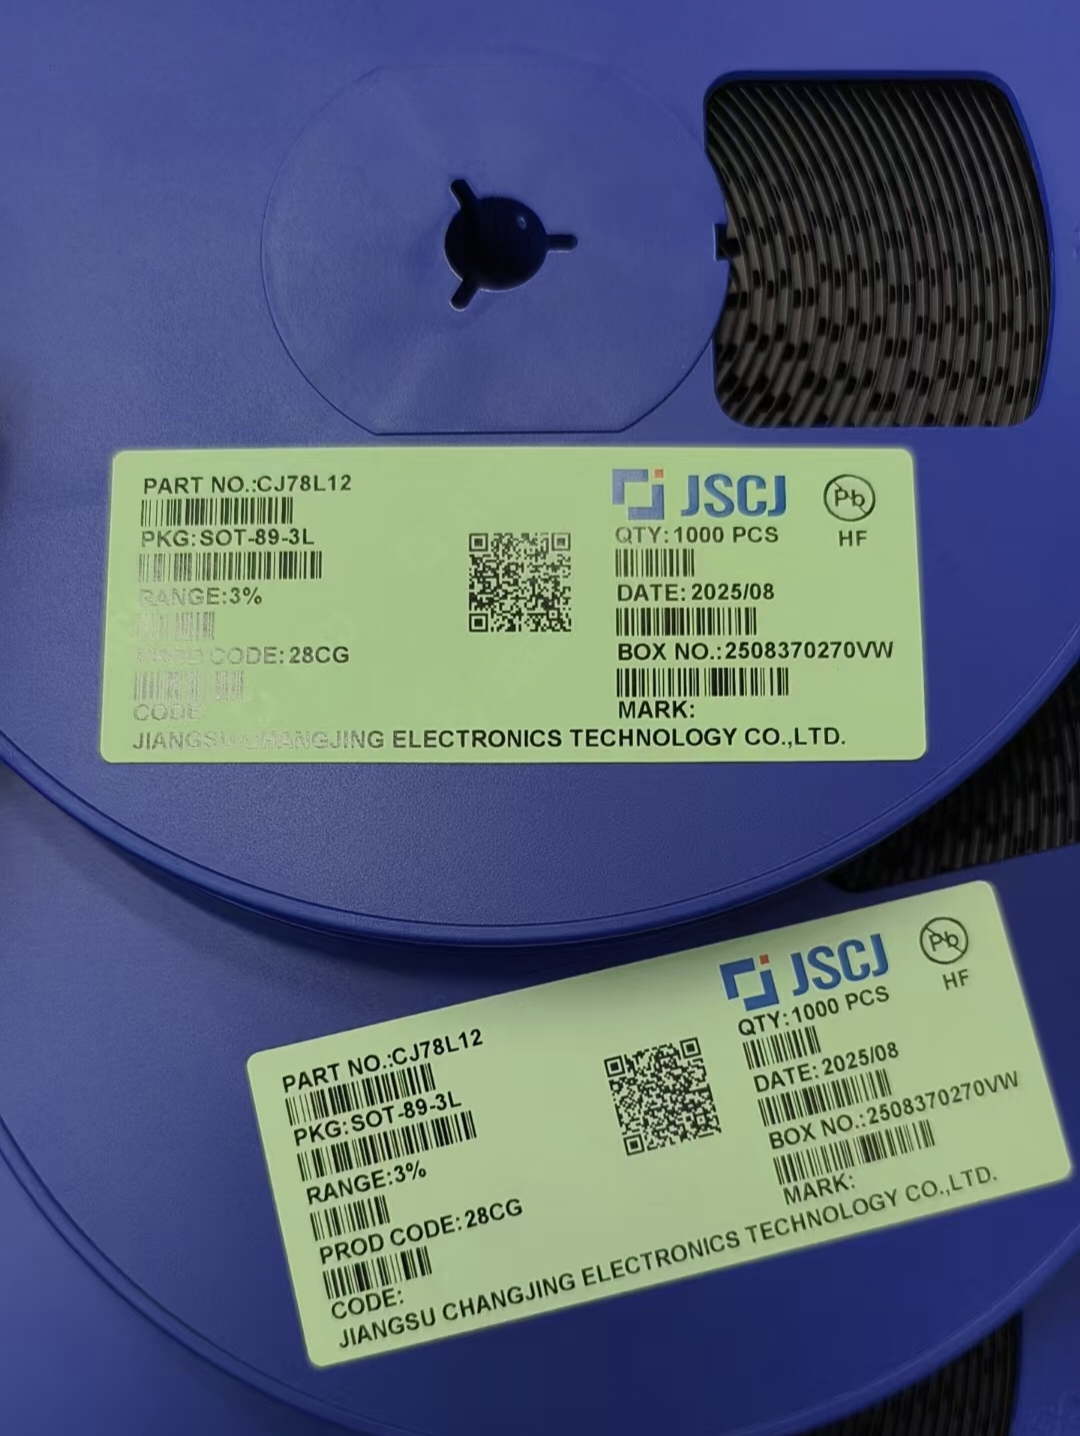 PART NO.:CJ78L12
PKG:SOT-89-3L
RANGE:3%
PROD CODE:28CG
CODE:
JSCJ
Pb
HF
QTY:1000 PCS
DATE:2025/08
BOX NO.:2508370270VW
MARK:
JIANGSU CHANGJING ELECTRONICS TECHNOLOGY CO.,LTD.
PART NO.:CJ78L12
PKG:SOT-89-3L
RANGE:3%
PROD CODE:28CG
CODE:
JSCJ
Pb
HF
QTY:1000 PCS
DATE:2025/08
BOX NO.:2508370270VW
MARK:
JIANGSU CHANGJING ELECTRONICS TECHNOLOGY CO.,LTD.